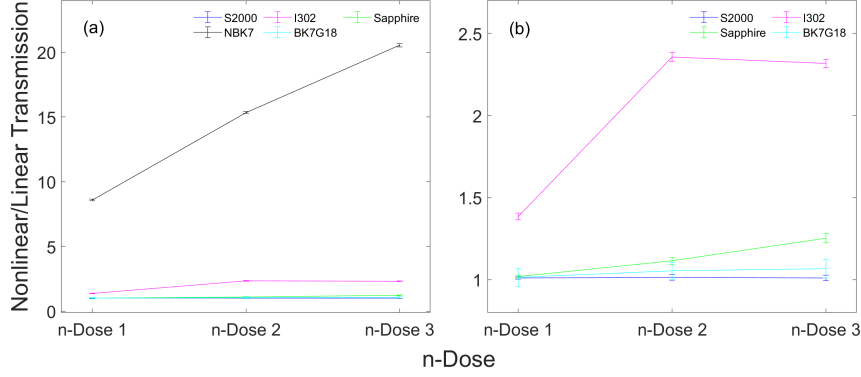 (a)
S2000
I302
Sapphire
NBK7
BK7G18
20
15
10
5
0
n-Dose 1
n-Dose 2
n-Dose 3
Nonlinear/Linear Transmission
(b)
S2000
I302
Sapphire
BK7G18
2.5
2
1.5
1
n-Dose 1
n-Dose 2
n-Dose 3
n-Dose